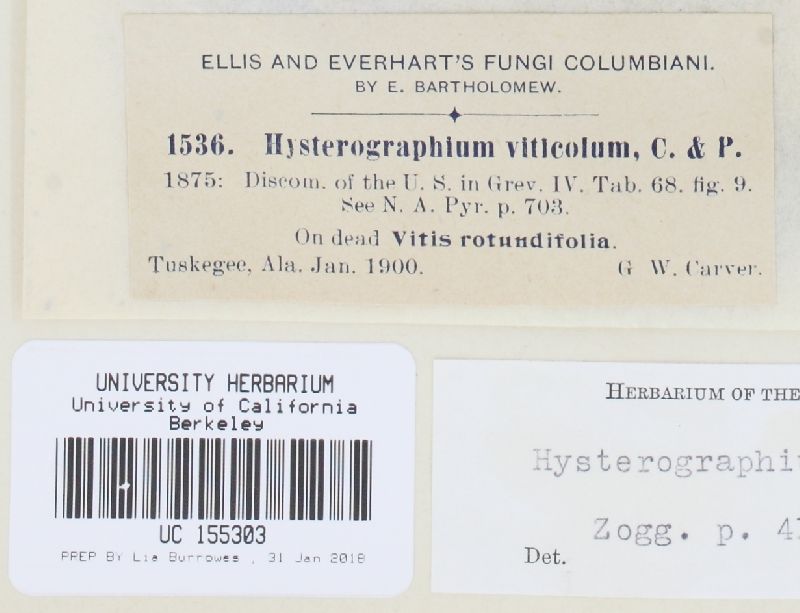 ELLIS AND EVERHART'S FUNGI COLUMBIANI.
BY E. BARTHOLOMEW.
1536. Hysterographium viticolum, C. & P.
1875: Discom. of the U. S. in Grev. IV. Tab. 68. fig. 9.
See N. A. Pyr. p. 703.
On dead Vitis rotundifolia.
Tuskegee, Ala. Jan. 1900. G W. Carver.
UNIVERSITY HERBARIUM
University of California
Berkeley
UC 155303
PREP BY Lia Burrowes , 31 Jan 2018
HERBARIUM OF THE
Hysterographiu
Zogg. p. 4
Det.